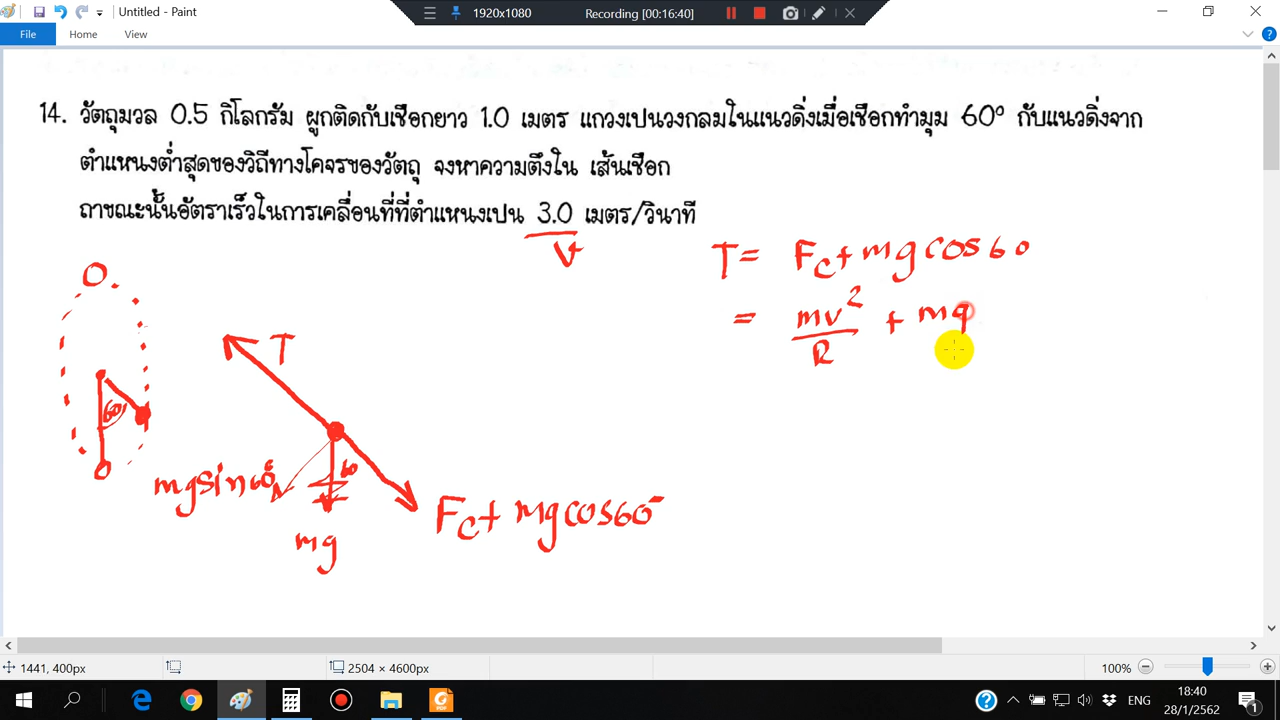 Untitled - Paint
1920x1080
Recording [00:16:40]
File Home View
14. วัตถุมวล 0.5 กิโลกรัม ผูกติดกับเชือกยาว 1.0 เมตร แกวงเปนวงกลมในแนวดิ่งเมื่อเชือกทำมุม 60° กับแนวดิ่งจาก
ตำแหนงต่ำสุดของวิถีทางโคจรของวัตถุ จงหาความตึงใน เส้นเชือก
ถาขณะนั้นอัตราเร็วในการเคลื่อนที่ที่ตำแหนงเปน 3.0 เมตร/วินาที
V
T = Fc + mg cos 60
= mv² / R + mg
O
60°
T
60
mg sin 60°
mg
Fc + mg cos 60°
1441, 400px
2504 × 4600px
100%
ENG
18:40
28/1/2562
1